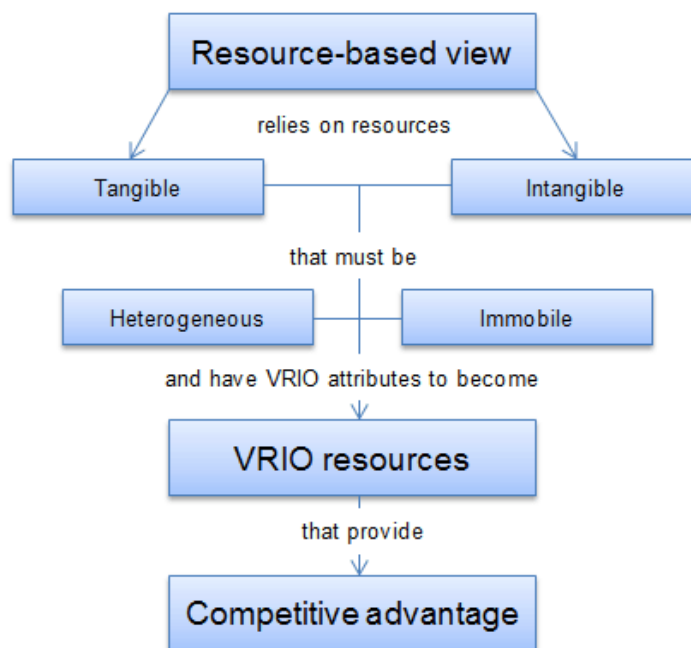 Resource-based view
relies on resources
Tangible
Intangible
that must be
Heterogeneous
Immobile
and have VRIO attributes to become
VRIO resources
that provide
Competitive advantage